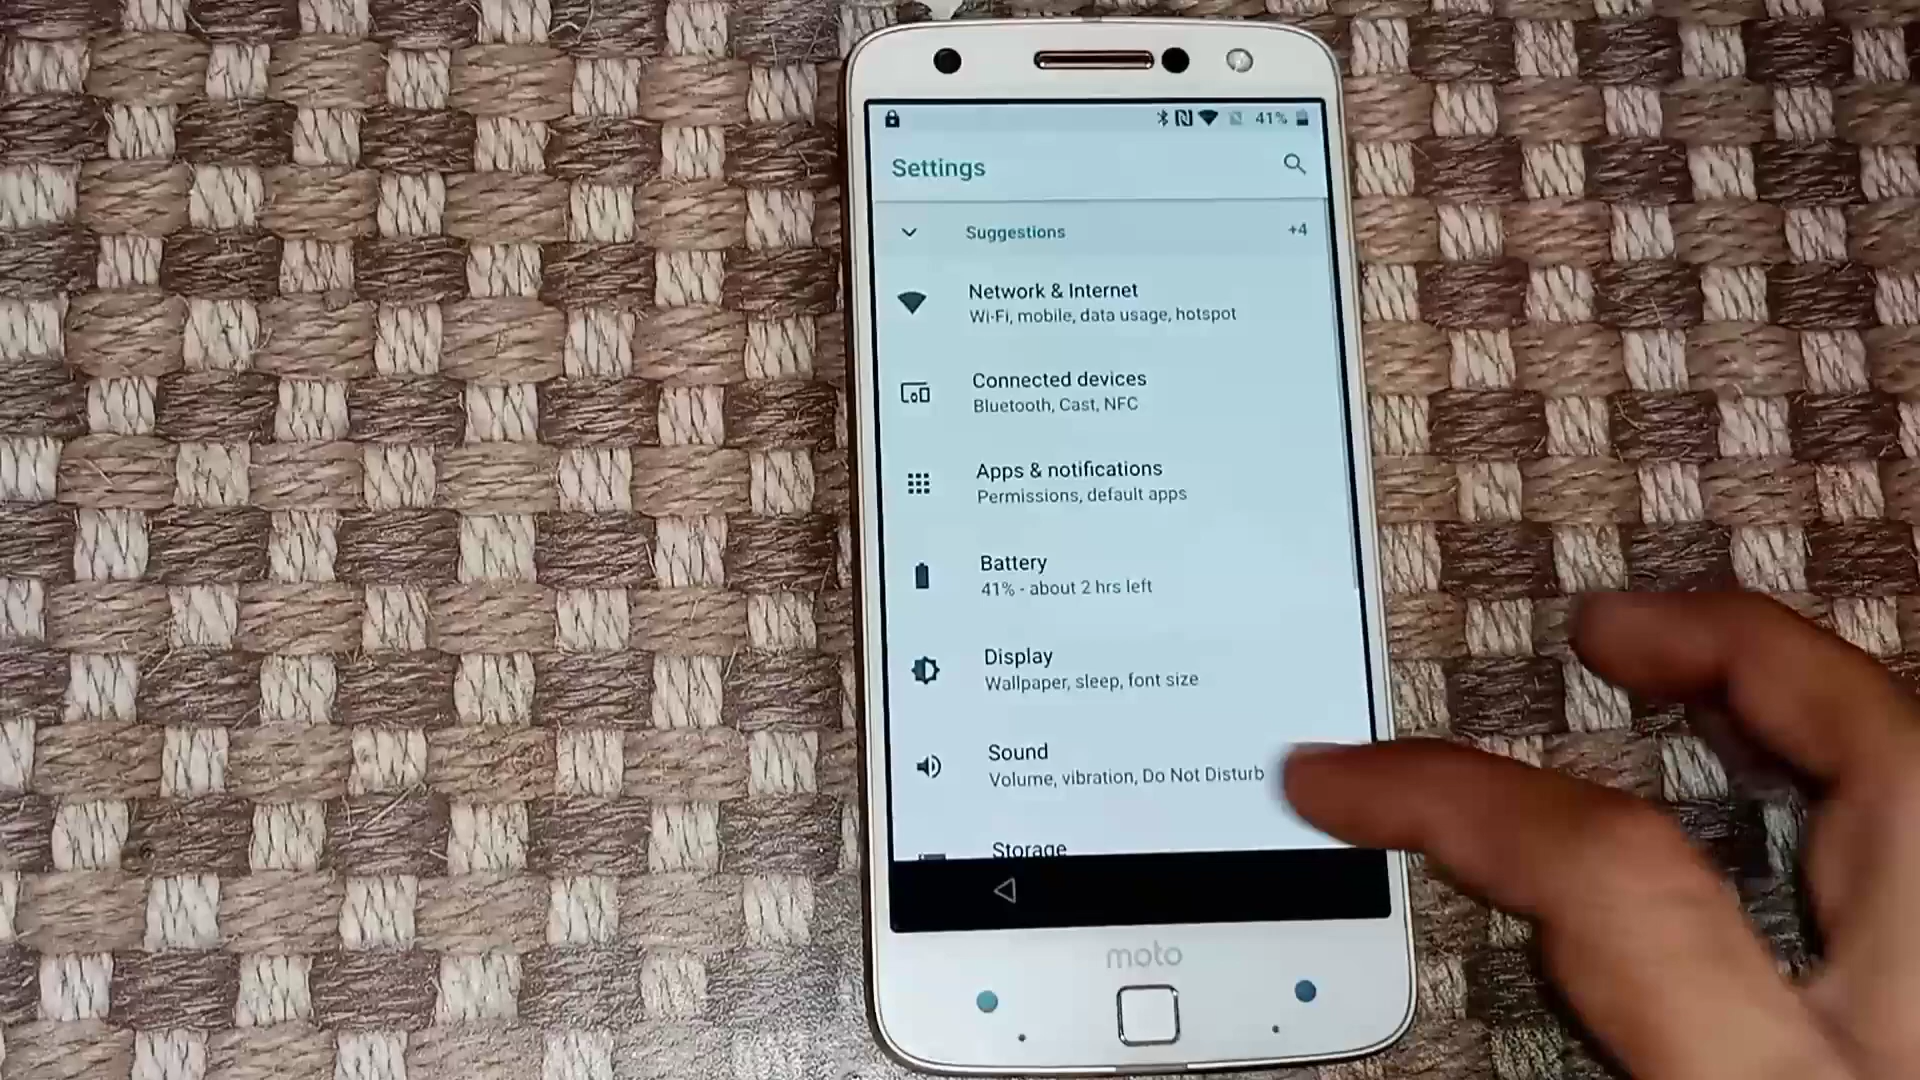 41%
Settings
Suggestions +4
Network & Internet
Wi-Fi, mobile, data usage, hotspot
Connected devices
Bluetooth, Cast, NFC
Apps & notifications
Permissions, default apps
Battery
41% - about 2 hrs left
Display
Wallpaper, sleep, font size
Sound
Volume, vibration, Do Not Disturb
Storage
moto